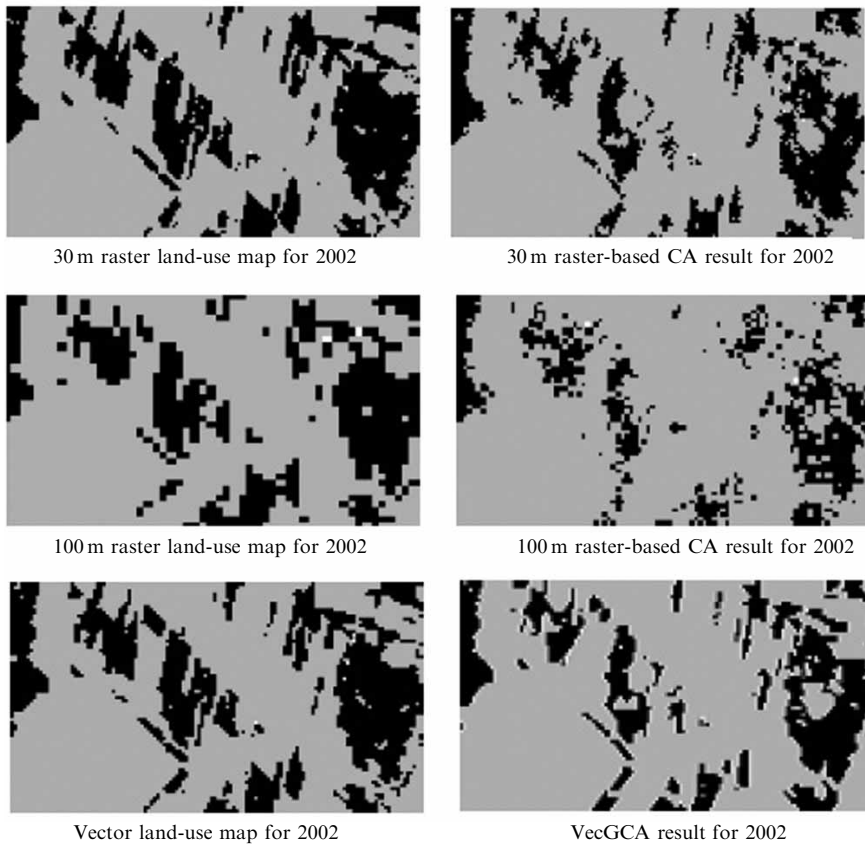 30 m raster land-use map for 2002
30 m raster-based CA result for 2002
100 m raster land-use map for 2002
100 m raster-based CA result for 2002
Vector land-use map for 2002
VecGCA result for 2002